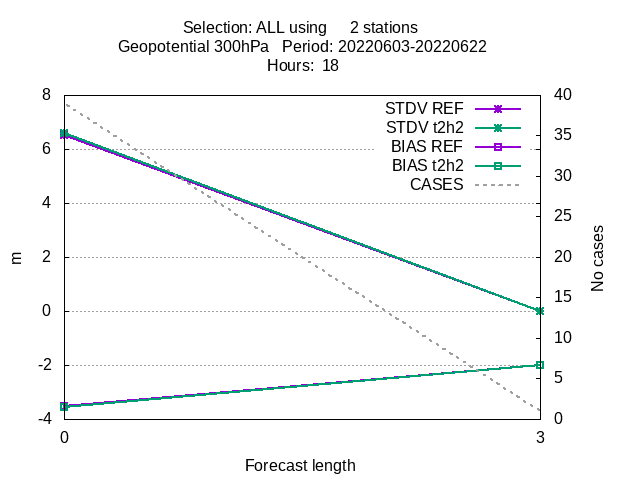 Selection: ALL using     2 stations
Geopotential 300hPa   Period: 20220603-20220622
Hours:  18
STDV REF
STDV t2h2
BIAS REF
BIAS t2h2
CASES
8
6
4
2
0
-2
-4
m
40
35
30
25
20
15
10
5
0
No cases
0
3
Forecast length